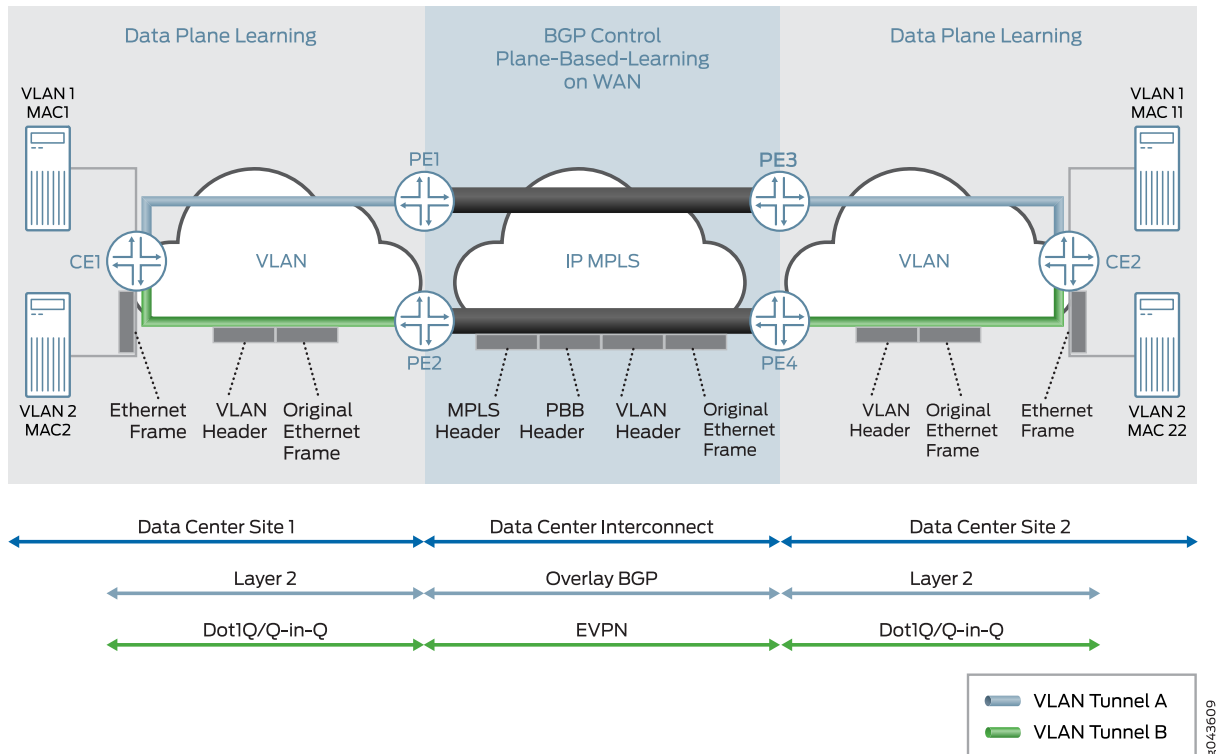 Data Plane Learning
BGP Control
Plane-Based-Learning
on WAN
Data Plane Learning
VLAN 1
MAC1
VLAN 1
MAC 11
PE1
PE3
CE1
VLAN
IP MPLS
VLAN
CE2
PE2
PE4
VLAN 2
MAC2
Ethernet
Frame
VLAN
Header
Original
Ethernet
Frame
MPLS
Header
PBB
Header
VLAN
Header
Original
Ethernet
Frame
VLAN
Header
Original
Ethernet
Frame
Ethernet
Frame
VLAN 2
MAC 22
Data Center Site 1
Data Center Interconnect
Data Center Site 2
Layer 2
Overlay BGP
Layer 2
Dot1Q/Q-in-Q
EVPN
Dot1Q/Q-in-Q
VLAN Tunnel A
VLAN Tunnel B
g043609